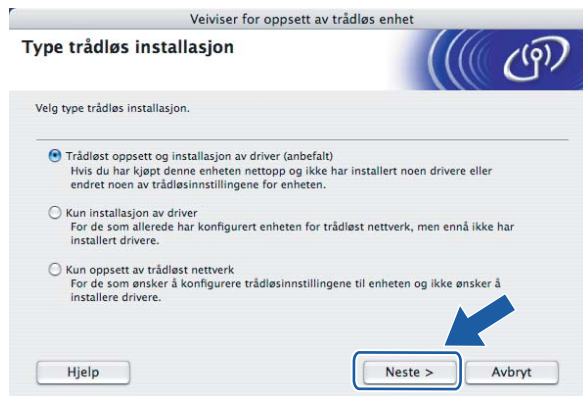 Veiviser for oppsett av trådløs enhet
Type trådløs installasjon
Velg type trådløs installasjon.
Trådløst oppsett og installasjon av driver (anbefalt)
Hvis du har kjøpt denne enheten nettopp og ikke har installert noen drivere eller
endret noen av trådløsinnstillingene for enheten.
Kun installasjon av driver
For de som allerede har konfigurert enheten for trådløst nettverk, men ennå ikke har
installert drivere.
Kun oppsett av trådløst nettverk
For de som ønsker å konfigurere trådløsinnstillingene til enheten og ikke ønsker å
installere drivere.
Hjelp Neste > Avbryt